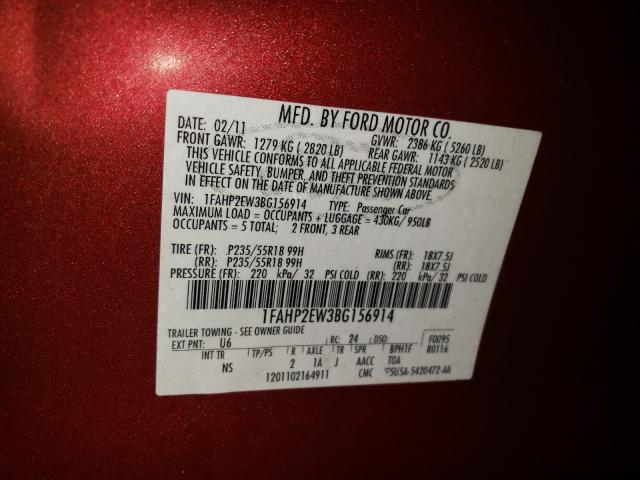 MFD. BY FORD MOTOR CO.
DATE: 02/11 GVWR: 2386 KG ( 5260 LB)
FRONT GAWR: 1279 KG ( 2820 LB) REAR GAWR: 1143 KG ( 2520 LB)
THIS VEHICLE CONFORMS TO ALL APPLICABLE FEDERAL MOTOR
VEHICLE SAFETY, BUMPER, AND THEFT PREVENTION STANDARDS
IN EFFECT ON THE DATE OF MANUFACTURE SHOWN ABOVE.
VIN: 1FAHP2EW3BG156914 TYPE: Passenger Car
MAXIMUM LOAD = OCCUPANTS + LUGGAGE = 430KG/ 950LB
OCCUPANTS = 5 TOTAL; 2 FRONT, 3 REAR
TIRE (FR): P235/55R18 99H RIMS (FR): 18X7.5J
(RR): P235/55R18 99H (RR): 18X7.5J
PRESSURE (FR): 220 kPa/ 32 PSI COLD (RR): 220 kPa/ 32 PSI COLD
1FAHP2EW3BG156914
TRAILER TOWING - SEE OWNER GUIDE
EXT PNT: U6 RC: 24 DSO: F0095
INT TR TP/PS R AXLE TR SPR BPH1F R0116
NS 2 1A J AACC TOA
1201102164911 CMC 5U5A-5420472-AA